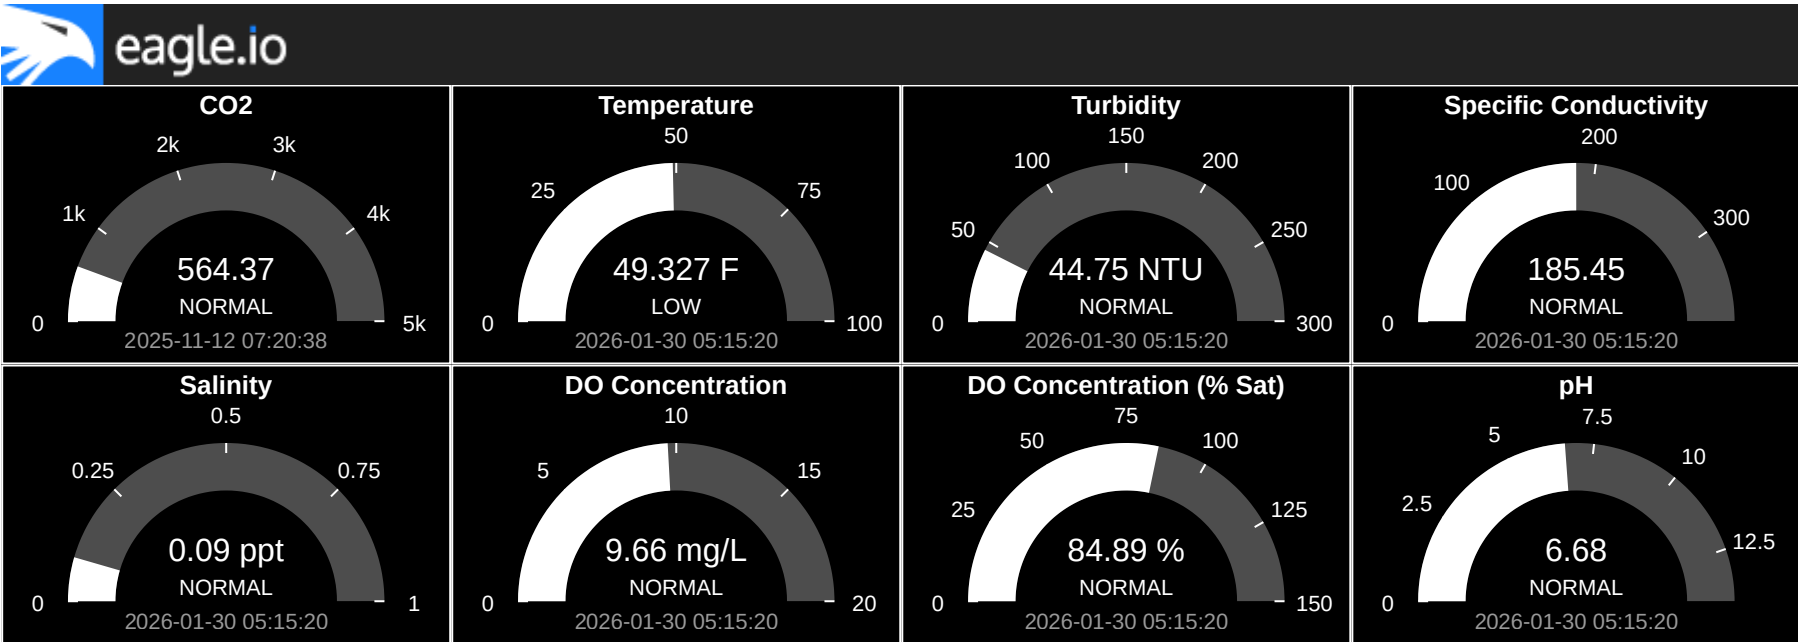 eagle.io
CO2
2k
3k
1k
4k
564.37
NORMAL
0
5k
2025-11-12 07:20:38
Temperature
50
25
75
49.327 F
LOW
0
100
2026-01-30 05:15:20
Turbidity
150
100
200
50
250
44.75 NTU
NORMAL
0
300
2026-01-30 05:15:20
Specific Conductivity
200
100
300
185.45
NORMAL
0
2026-01-30 05:15:20
Salinity
0.5
0.25
0.75
0.09 ppt
NORMAL
0
1
2026-01-30 05:15:20
DO Concentration
10
5
15
9.66 mg/L
NORMAL
0
20
2026-01-30 05:15:20
DO Concentration (% Sat)
75
50
100
25
125
84.89 %
NORMAL
0
150
2026-01-30 05:15:20
pH
7.5
5
10
2.5
12.5
6.68
NORMAL
0
2026-01-30 05:15:20